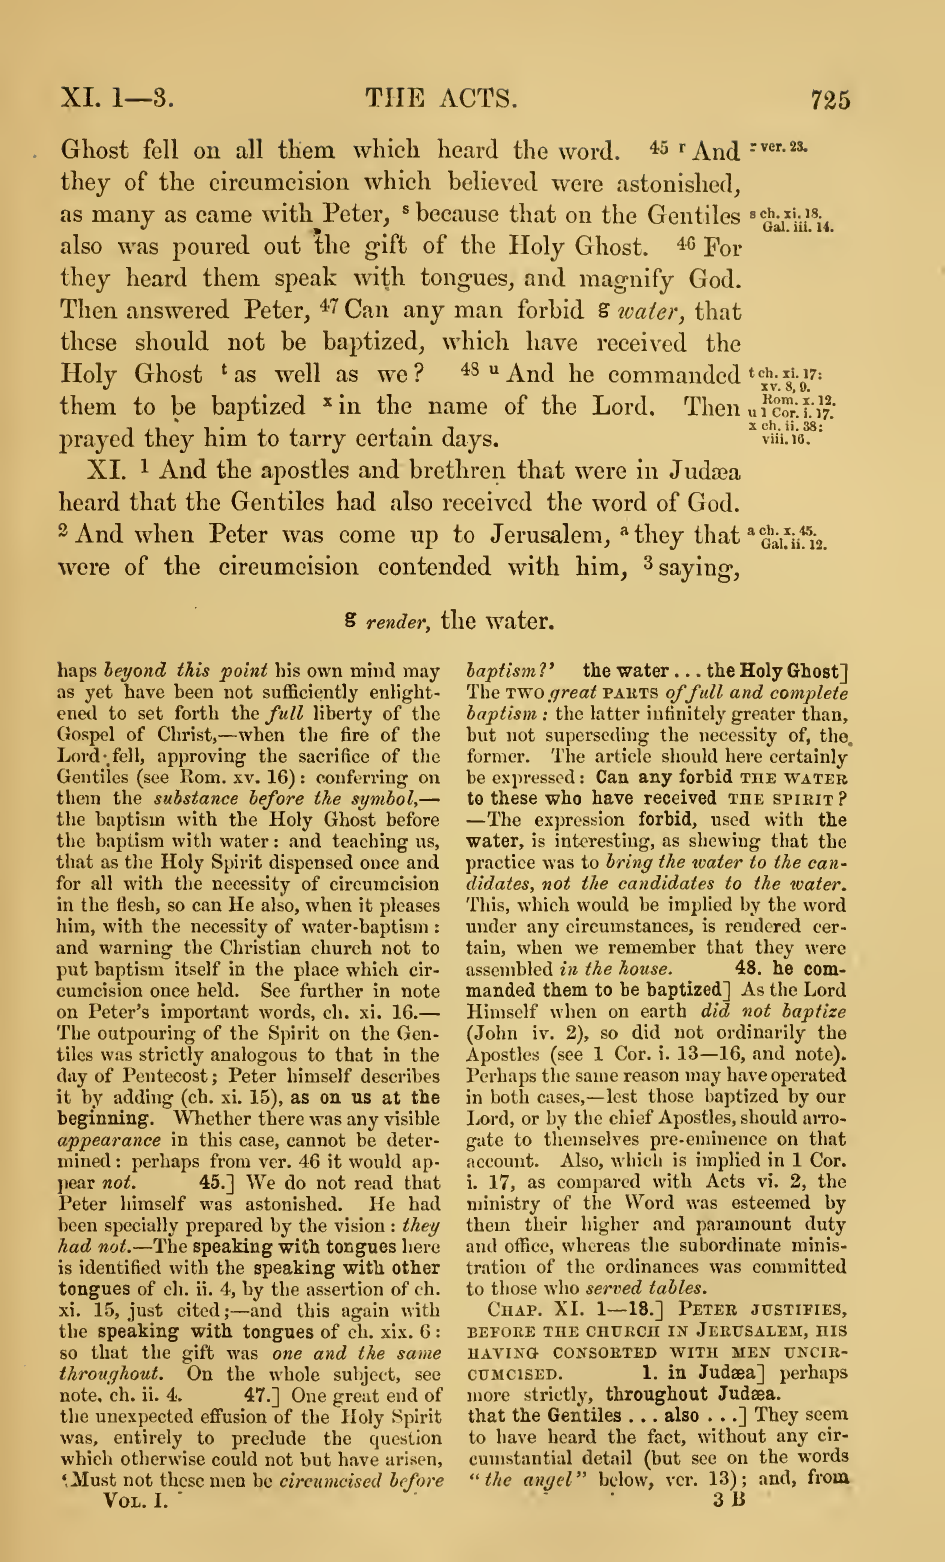 XI. 1—3. THE ACTS. 725
Ghost fell on all them which heard the word. 45 r And r ver. 23.
they of the circumcision which believed were astonished,
as many as came with Peter, s because that on the Gentiles s ch. xi. 18.
Gal. iii. 14.
also was poured out the gift of the Holy Ghost. 46 For
they heard them speak with tongues, and magnify God.
Then answered Peter, 47 Can any man forbid g water, that
these should not be baptized, which have received the
Holy Ghost t as well as we? 48 u And he commanded t ch. xi. 17:
xv. 8, 9.
Rom. x. 12.
them to be baptized x in the name of the Lord. Then u 1 Cor. i. 17.
x ch. ii. 38:
prayed they him to tarry certain days. viii. 16.
XI. 1 And the apostles and brethren that were in Judæa
heard that the Gentiles had also received the word of God.
2 And when Peter was come up to Jerusalem, a they that a ch. x. 45.
Gal. ii. 12.
were of the circumcision contended with him, 3 saying,
g render, the water.
haps beyond this point his own mind may
as yet have been not sufficiently enlight-
ened to set forth the full liberty of the
Gospel of Christ,—when the fire of the
Lord fell, approving the sacrifice of the
Gentiles (see Rom. xv. 16): conferring on
them the substance before the symbol,—
the baptism with the Holy Ghost before
the baptism with water: and teaching us,
that as the Holy Spirit dispensed once and
for all with the necessity of circumcision
in the flesh, so can He also, when it pleases
him, with the necessity of water-baptism:
and warning the Christian church not to
put baptism itself in the place which cir-
cumcision once held. See further in note
on Peter's important words, ch. xi. 16.—
The outpouring of the Spirit on the Gen-
tiles was strictly analogous to that in the
day of Pentecost; Peter himself describes
it by adding (ch. xi. 15), as on us at the
beginning. Whether there was any visible
appearance in this case, cannot be deter-
mined: perhaps from ver. 46 it would ap-
pear not. 45.] We do not read that
Peter himself was astonished. He had
been specially prepared by the vision: they
had not.—The speaking with tongues here
is identified with the speaking with other
tongues of ch. ii. 4, by the assertion of ch.
xi. 15, just cited;—and this again with
the speaking with tongues of ch. xix. 6:
so that the gift was one and the same
throughout. On the whole subject, see
note, ch. ii. 4. 47.] One great end of
the unexpected effusion of the Holy Spirit
was, entirely to preclude the question
which otherwise could not but have arisen,
'Must not these men be circumcised before
baptism?' the water . . . the Holy Ghost]
The TWO great PARTS of full and complete
baptism: the latter infinitely greater than,
but not superseding the necessity of, the
former. The article should here certainly
be expressed: Can any forbid THE WATER
to these who have received THE SPIRIT?
—The expression forbid, used with the
water, is interesting, as shewing that the
practice was to bring the water to the can-
didates, not the candidates to the water.
This, which would be implied by the word
under any circumstances, is rendered cer-
tain, when we remember that they were
assembled in the house. 48. he com-
manded them to be baptized] As the Lord
Himself when on earth did not baptize
(John iv. 2), so did not ordinarily the
Apostles (see 1 Cor. i. 13—16, and note).
Perhaps the same reason may have operated
in both cases,—lest those baptized by our
Lord, or by the chief Apostles, should arro-
gate to themselves pre-eminence on that
account. Also, which is implied in 1 Cor.
i. 17, as compared with Acts vi. 2, the
ministry of the Word was esteemed by
them their higher and paramount duty
and office, whereas the subordinate minis-
tration of the ordinances was committed
to those who served tables.
CHAP. XI. 1—18.] PETER JUSTIFIES,
BEFORE THE CHURCH IN JERUSALEM, HIS
HAVING CONSORTED WITH MEN UNCIR-
CUMCISED. 1. in Judæa] perhaps
more strictly, throughout Judæa.
that the Gentiles . . . also . . .] They seem
to have heard the fact, without any cir-
cumstantial detail (but see on the words
"the angel" below, ver. 13); and, from
VOL. I. 3 B